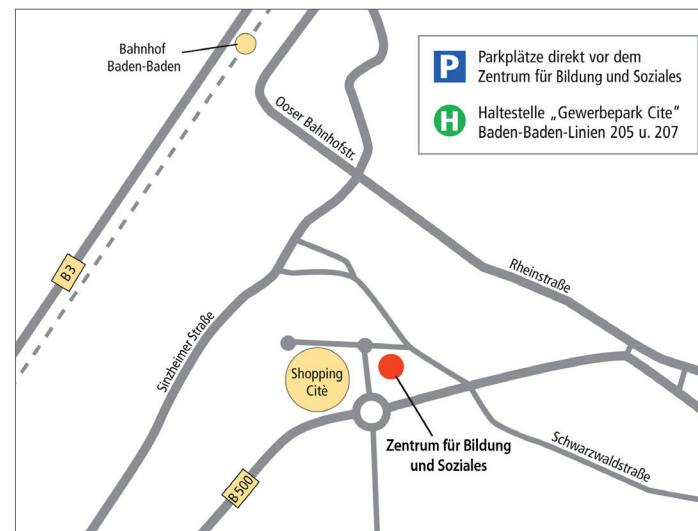 Bahnhof
Baden-Baden
P Parkplätze direkt vor dem
Zentrum für Bildung und Soziales
H Haltestelle „Gewerbepark Cite“
Baden-Baden-Linien 205 u. 207
Ooser Bahnhofstr.
B3
Rheinstraße
Sinzheimer Straße
Shopping
Citè
Zentrum für Bildung
und Soziales
Schwarzwaldstraße
B500